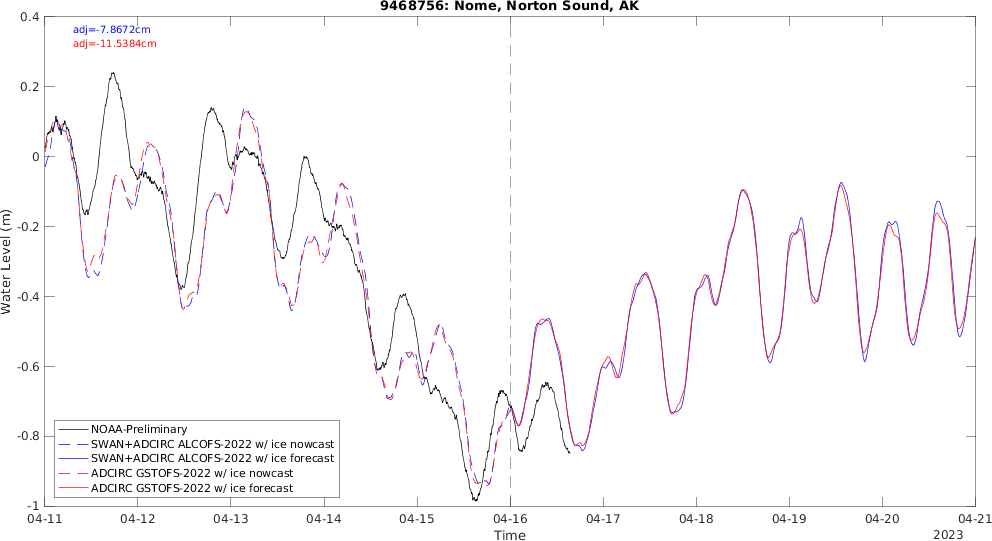 9468756: Nome, Norton Sound, AK
adj=-7.8672cm
adj=-11.5384cm
0.4
0.2
0
-0.2
-0.4
-0.6
-0.8
-1
Water Level (m)
NOAA-Preliminary
SWAN+ADCIRC ALCOFS-2022 w/ ice nowcast
SWAN+ADCIRC ALCOFS-2022 w/ ice forecast
ADCIRC GSTOFS-2022 w/ ice nowcast
ADCIRC GSTOFS-2022 w/ ice forecast
04-11 04-12 04-13 04-14 04-15 04-16 04-17 04-18 04-19 04-20 04-21
Time
2023